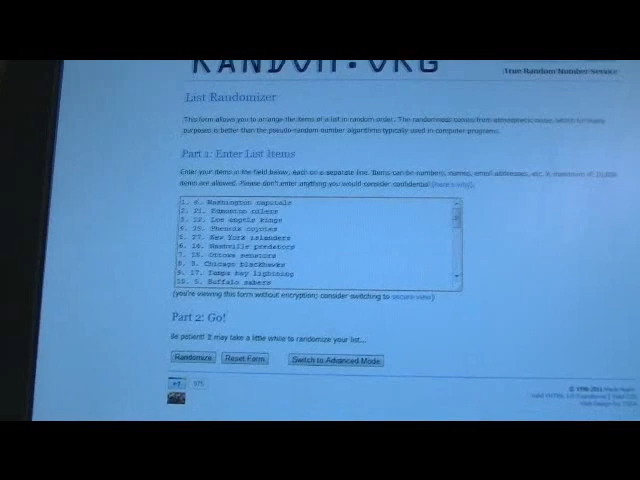 RANDOM.ORG
True Random Number Service
List Randomizer
This form allows you to arrange the items of a list in random order. The randomness comes from atmospheric noise, which for many
purposes is better than the pseudo-random number algorithms typically used in computer programs.
Part 1: Enter List Items
Enter your items in the field below, each on a separate line. Items can be numbers, names, email addresses, etc. A maximum of 10,000
items are allowed. Please don't enter anything you would consider confidential
1. 6. Washington capitals
2. 21. Edmonton oilers
3. 12. Los angels kings
4. 20. coyotes
5. 27. New York islanders
6. 16. Nashville predators
7. 18. Ottawa senators
8. 9. Chicago blackhawks
9. 17. Tampa bay lightning
10. 5. Buffalo sabers
(you're viewing this form without encryption; consider switching to secure view)
Part 2: Go!
Be patient! It may take a little while to randomize your list...
Randomize Reset Form Switch to Advanced Mode
+1 175